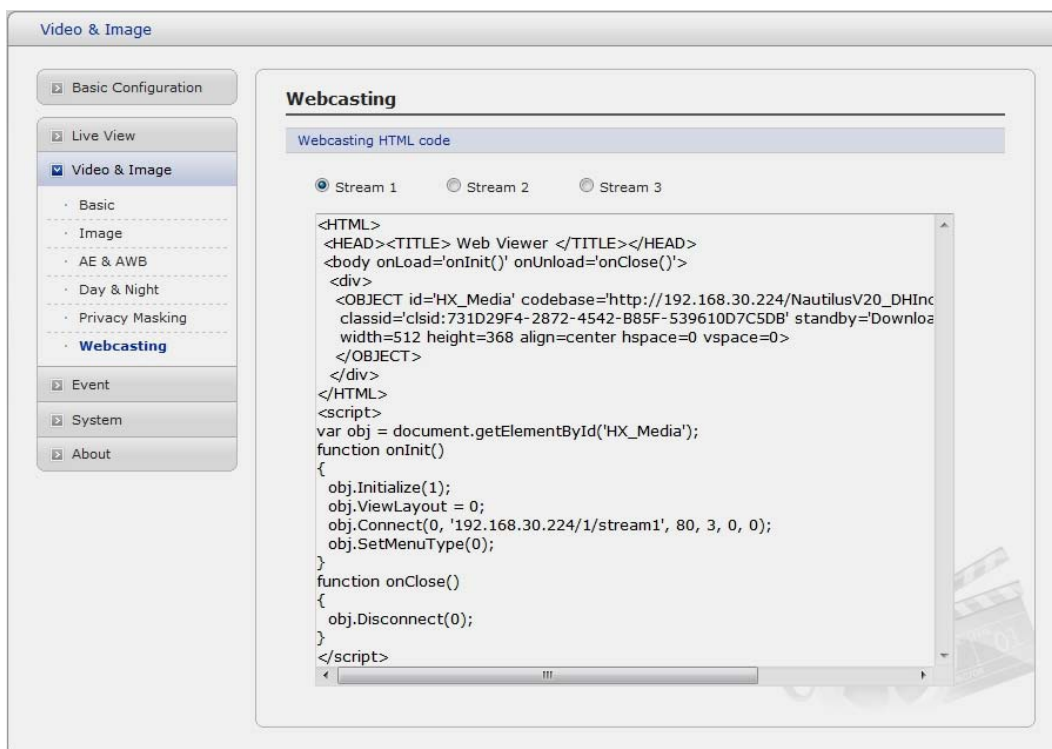 Video & Image
Basic Configuration
Live View
Video & Image
Basic
Image
AE & AWB
Day & Night
Privacy Masking
Webcasting
Event
System
About
Webcasting
Webcasting HTML code
Stream 1 Stream 2 Stream 3
<HTML>
<HEAD><TITLE> Web Viewer </TITLE></HEAD>
<body onLoad='onInit()' onUnload='onClose()'>
<div>
<OBJECT id='HX_Media' codebase='http://192.168.30.224/NautilusV20_DHInc
classid='clsid:731D29F4-2872-4542-B85F-539610D7C5DB' standby='Downloa
width=512 height=368 align=center hspace=0 vspace=0>
</OBJECT>
</div>
</HTML>
<script>
var obj = document.getElementById('HX_Media');
function onInit()
{
obj.Initialize(1);
obj.ViewLayout = 0;
obj.Connect(0, '192.168.30.224/1/stream1', 80, 3, 0, 0);
obj.SetMenuType(0);
}
function onClose()
{
obj.Disconnect(0);
}
</script>